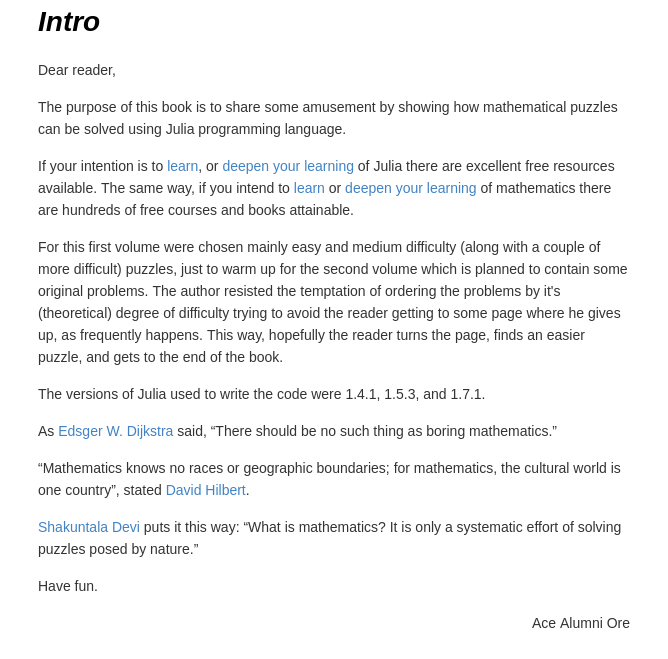 Intro
Dear reader,
The purpose of this book is to share some amusement by showing how mathematical puzzles
can be solved using Julia programming language.
If your intention is to learn, or deepen your learning of Julia there are excellent free resources
available. The same way, if you intend to learn or deepen your learning of mathematics there
are hundreds of free courses and books attainable.
For this first volume were chosen mainly easy and medium difficulty (along with a couple of
more difficult) puzzles, just to warm up for the second volume which is planned to contain some
original problems. The author resisted the temptation of ordering the problems by it's
(theoretical) degree of difficulty trying to avoid the reader getting to some page where he gives
up, as frequently happens. This way, hopefully the reader turns the page, finds an easier
puzzle, and gets to the end of the book.
The versions of Julia used to write the code were 1.4.1, 1.5.3, and 1.7.1.
As Edsger W. Dijkstra said, “There should be no such thing as boring mathematics.”
“Mathematics knows no races or geographic boundaries; for mathematics, the cultural world is
one country”, stated David Hilbert.
Shakuntala Devi puts it this way: “What is mathematics? It is only a systematic effort of solving
puzzles posed by nature.”
Have fun.
Ace Alumni Ore